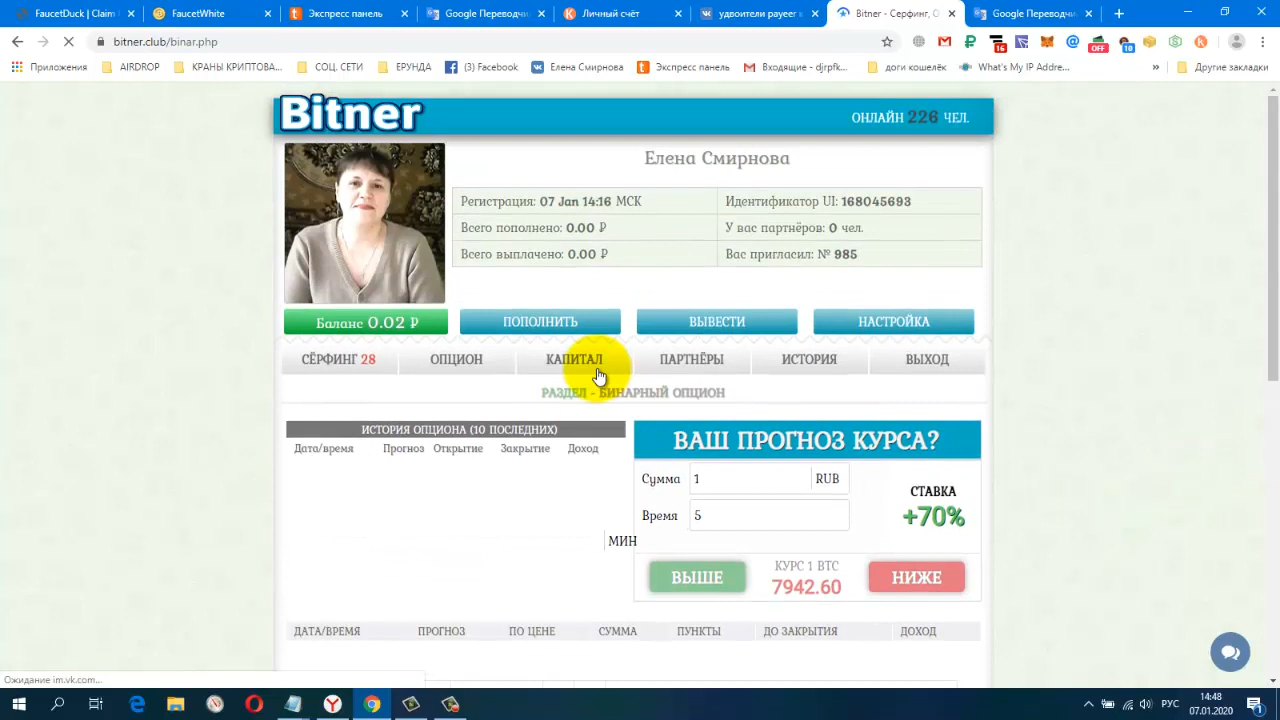 FaucetDuck | Claim
FaucetWhite
Экспресс панель
Google Переводчи
Личный счёт
удвоители payeer к
Bitner - Серфинг, О
Google Переводчик
bitner.club/binar.php
16
OFF
10
Приложения
AIRDROP
КРАНЫ КРИПТОВА...
СОЦ. СЕТИ
ЕРУНДА
(3) Facebook
Елена Смирнова
Экспресс панель
Входящие - djrpfk...
доги кошелёк
What's My IP Addre...
»
Другие закладки
Bitner
ОНЛАЙН 226 ЧЕЛ.
Елена Смирнова
Регистрация: 07 Jan 14:16 МСК
Идентификатор UI: 168045693
Всего пополнено: 0.00 ₽
У вас партнёров: 0 чел.
Всего выплачено: 0.00 ₽
Вас пригласил: № 985
Баланс 0.02 ₽
ПОПОЛНИТЬ
ВЫВЕСТИ
НАСТРОЙКА
СЁРФИНГ 28
ОПЦИОН
КАПИТАЛ
ПАРТНЁРЫ
ИСТОРИЯ
ВЫХОД
РАЗДЕЛ - БИНАРНЫЙ ОПЦИОН
ИСТОРИЯ ОПЦИОНА (10 ПОСЛЕДНИХ)
Дата/время Прогноз Открытие Закрытие Доход
ВАШ ПРОГНОЗ КУРСА?
Сумма 1 RUB
Время 5
МИН
СТАВКА
+70%
ВЫШЕ
КУРС 1 BTC
7942.60
НИЖЕ
ДАТА/ВРЕМЯ ПРОГНОЗ ПО ЦЕНЕ СУММА ПУНКТЫ ДО ЗАКРЫТИЯ ДОХОД
Ожидание im.vk.com...
РУС
14:48
07.01.2020